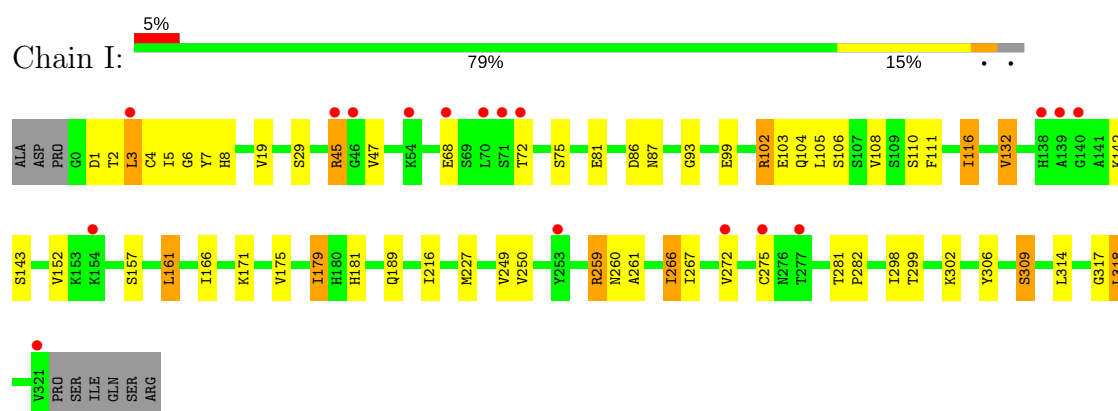 5%
Chain I:
79% 15% • •
ALA ASP PRO G0 D1 T2 L3 C4 I5 G6 Y7 H8 V19 S29 R45 G46 V47 K54 E68 S69 L70 S71 T72 S75 E81 D86 N87 G93 E99 R102 E103 Q104 L105 S106 S107 V108 S109 S110 F111 I116 V132 H138 A139 G140 A141 K142
S143 V152 K153 K154 S157 L161 I166 K171 V175 I179 H180 H181 Q189 I216 M227 V249 V250 Y253 R259 N260 A261 I266 I267 V272 C275 N276 T277 T281 P282 I298 T299 K302 Y306 S309 L314 G317 L318
V321 PRO SER ILE GLN SER ARG